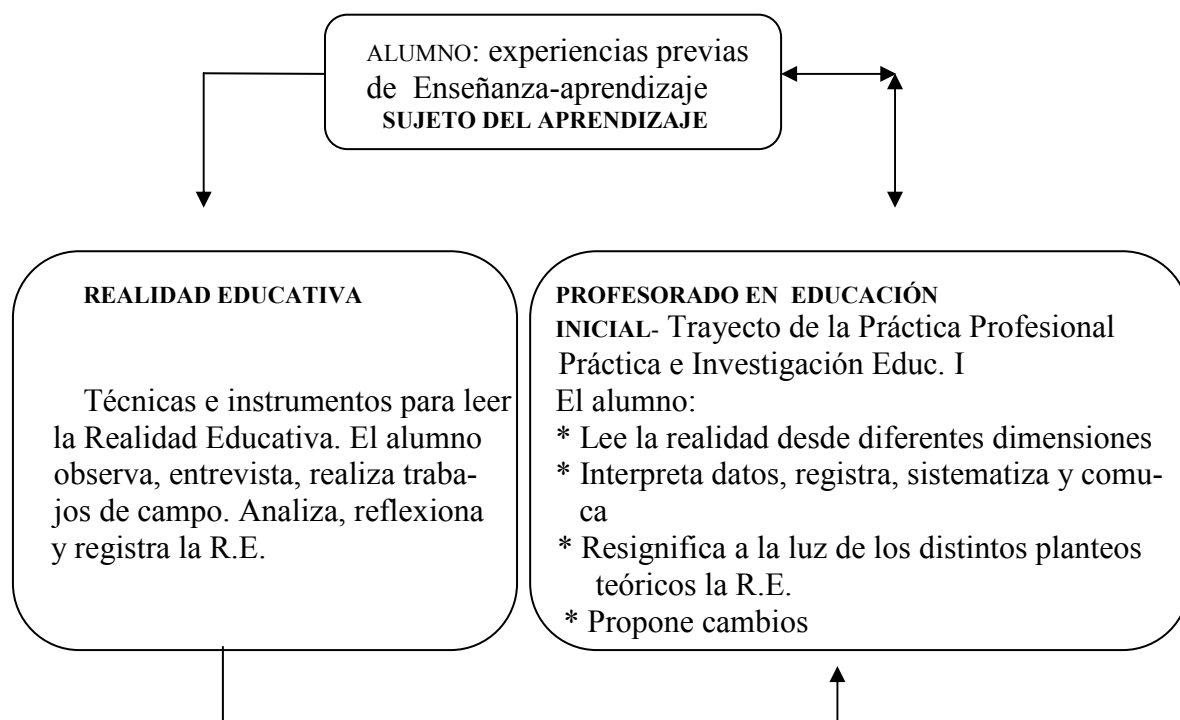 ALUMNO: experiencias previas
de Enseñanza-aprendizaje
SUJETO DEL APRENDIZAJE
REALIDAD EDUCATIVA
Técnicas e instrumentos para leer
la Realidad Educativa. El alumno
observa, entrevista, realiza traba-
jos de campo. Analiza, reflexiona
y registra la R.E.
PROFESORADO EN EDUCACIÓN
INICIAL- Trayecto de la Práctica Profesional
Práctica e Investigación Educ. I
El alumno:
* Lee la realidad desde diferentes dimensiones
* Interpreta datos, registra, sistematiza y comu-
ca
* Resignifica a la luz de los distintos planteos
teóricos la R.E.
* Propone cambios